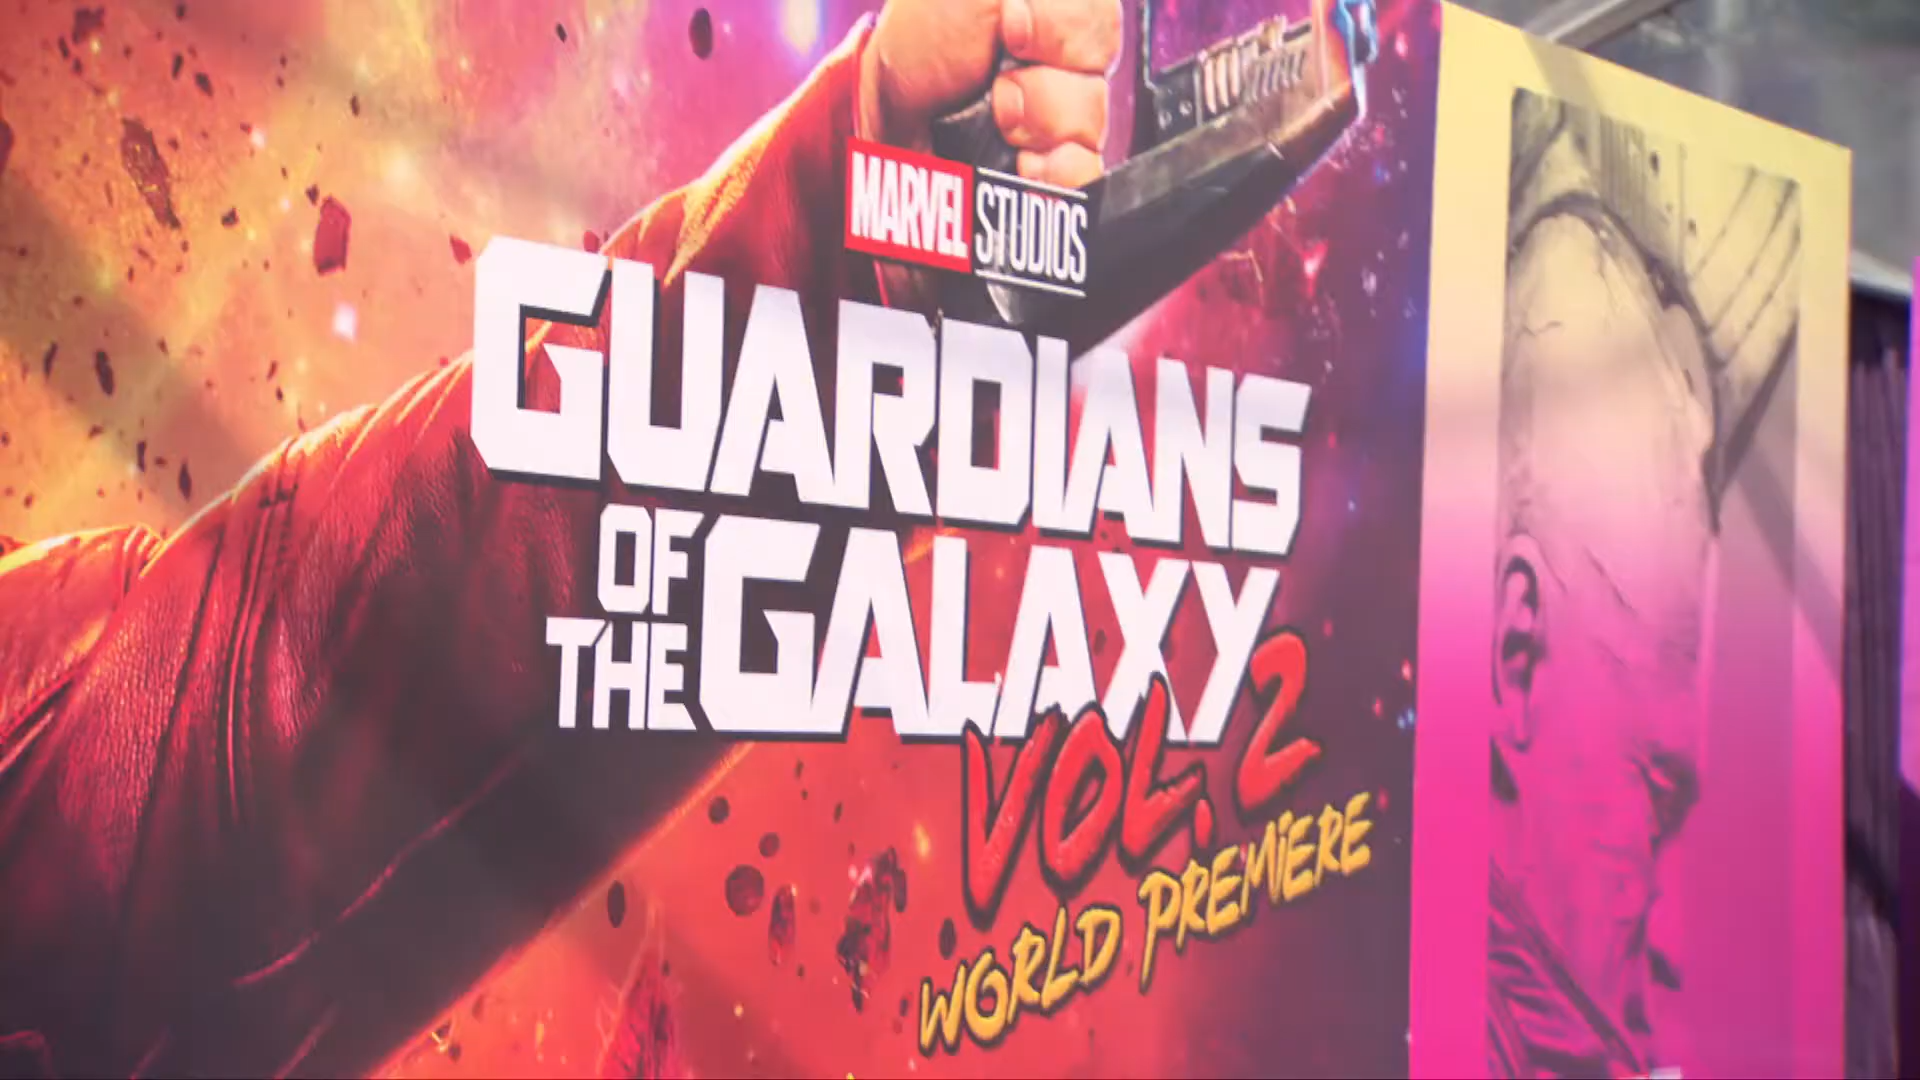 MARVEL STUDIOS
GUARDIANS
OF
THE GALAXY
VOL. 2
WORLD PREMIERE